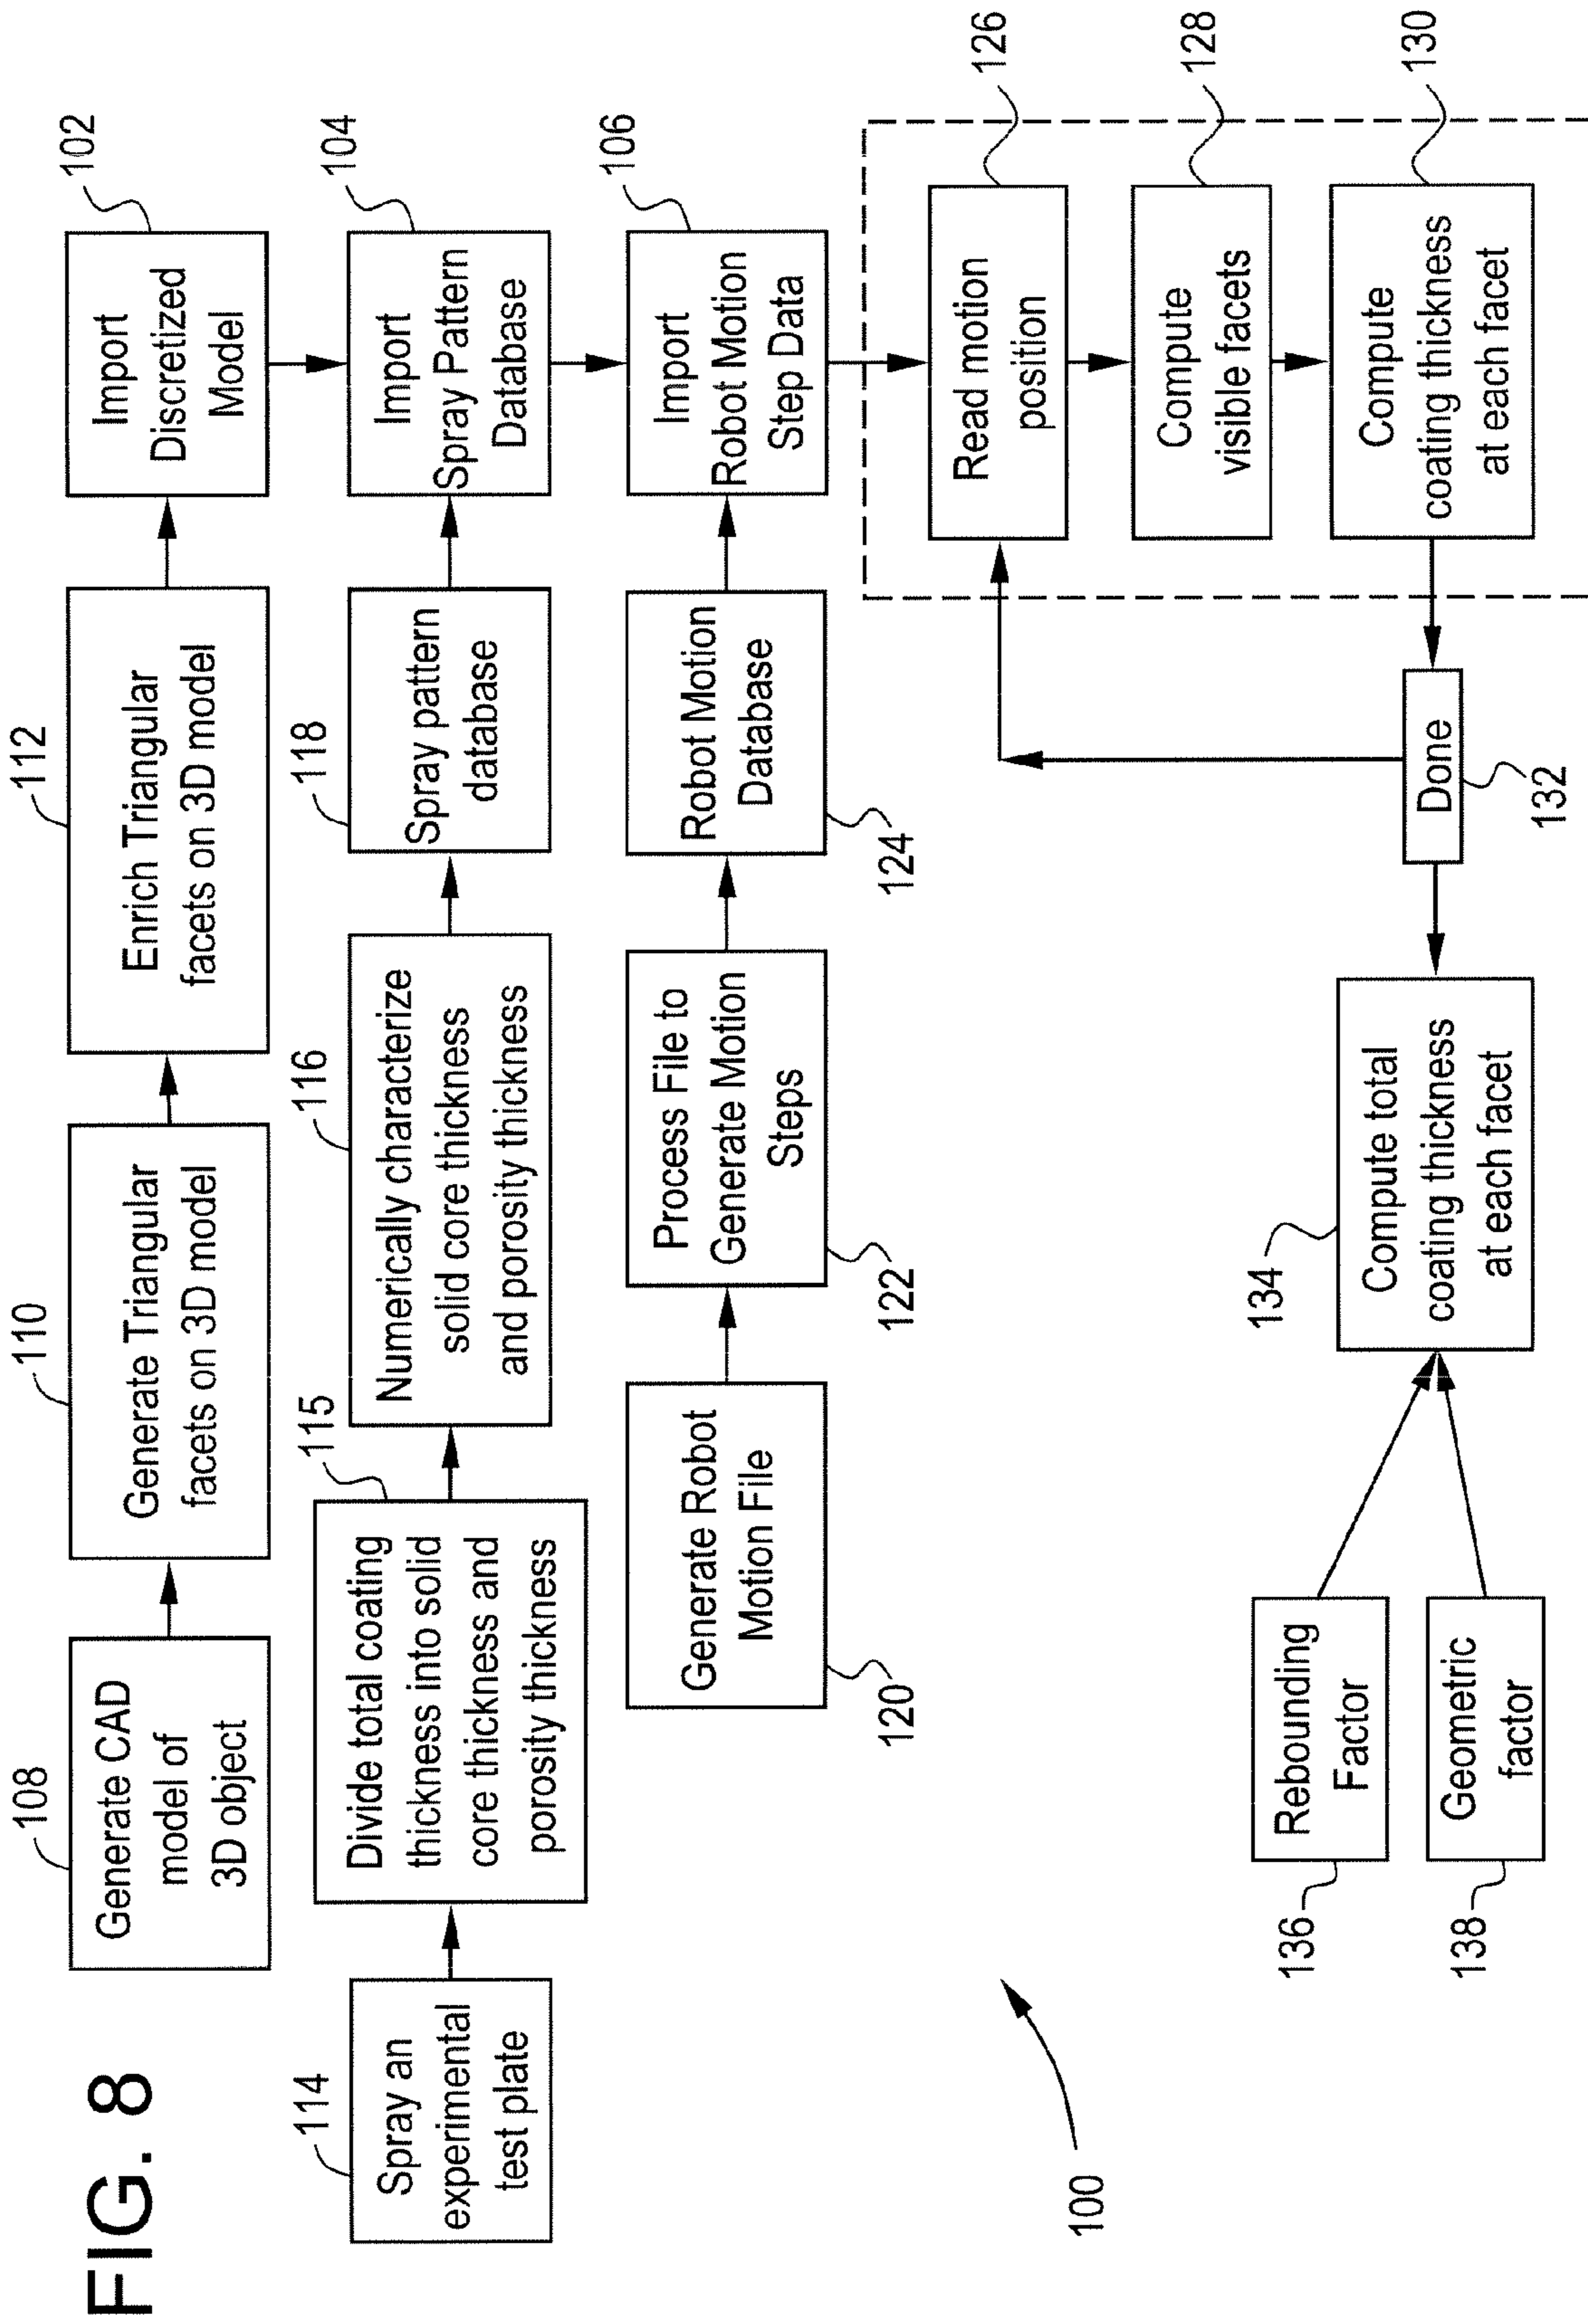 FIG. 8
108
Generate CAD
model of
3D object
110
Generate Triangular
facets on 3D model
112
Enrich Triangular
facets on 3D model
102
Import
Discretized
Model
114
Spray an
experimental
test plate
115
Divide total coating
thickness into solid
core thickness and
porosity thickness
116
Numerically characterize
solid core thickness
and porosity thickness
118
Spray pattern
database
104
Import
Spray Pattern
Database
120
Generate Robot
Motion File
122
Process File to
Generate Motion
Steps
124
Robot Motion
Database
106
Import
Robot Motion
Step Data
126
Read motion
position
128
Compute
visible facets
130
Compute
coating thickness
at each facet
132
Done
134
Compute total
coating thickness
at each facet
136
Rebounding
Factor
138
Geometric
factor
100